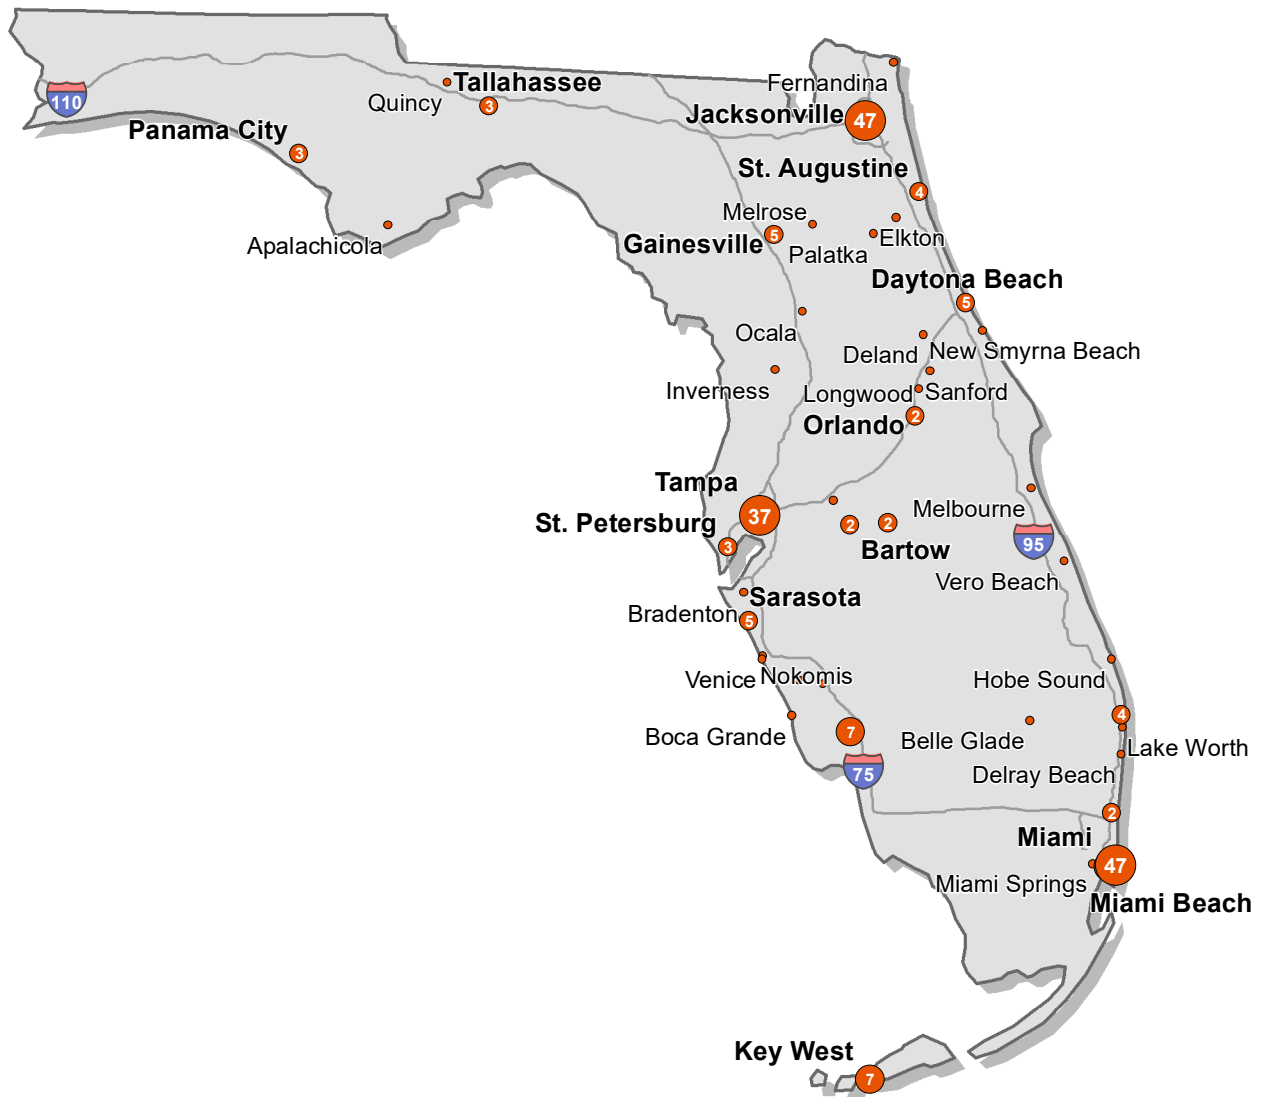 Tallahassee
Fernandina
110
Quincy
3
Jacksonville
47
Panama City
3
St. Augustine
4
Melrose
Apalachicola
Gainesville
5
Palatka
Elkton
Daytona Beach
5
Ocala
Deland
New Smyrna Beach
Inverness
Longwood
Sanford
Orlando
2
Tampa
37
St. Petersburg
3
2
2
Melbourne
Bartow
95
Vero Beach
Sarasota
Bradenton
5
Venice
Nokomis
Hobe Sound
4
Boca Grande
7
Belle Glade
Lake Worth
75
Delray Beach
2
Miami
47
Miami Springs
Miami Beach
Key West
7